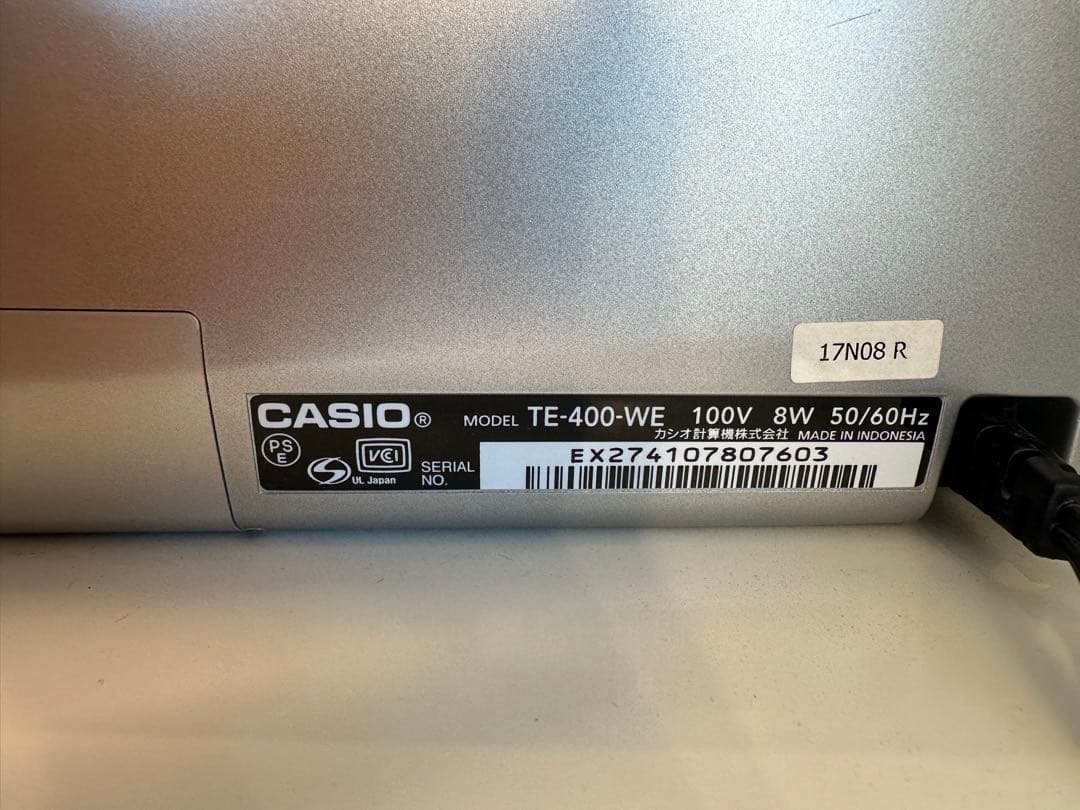 17N08 R
CASIO® MODEL TE-400-WE 100V 8W 50/60Hz
カシオ計算機株式会社 MADE IN INDONESIA
PS
E
S
UL Japan
VCI
SERIAL
NO.
EX274107807603